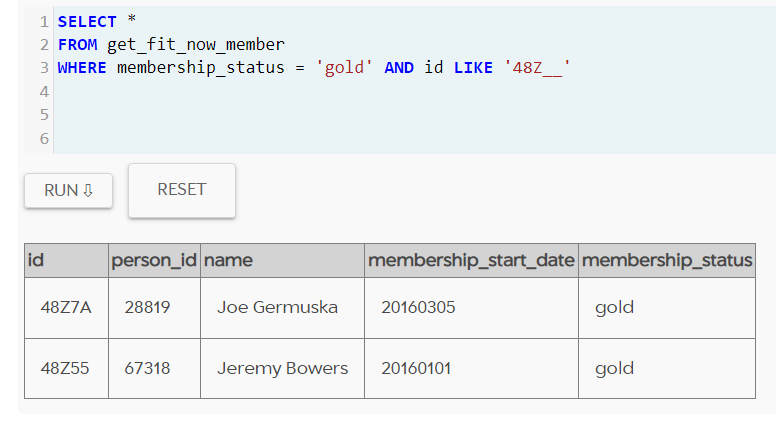 1 SELECT *
2 FROM get_fit_now_member
3 WHERE membership_status = 'gold' AND id LIKE '48Z__'
4
5
6
RUN ⇩ RESET
id person_id name membership_start_date membership_status
48Z7A 28819 Joe Germuska 20160305 gold
48Z55 67318 Jeremy Bowers 20160101 gold